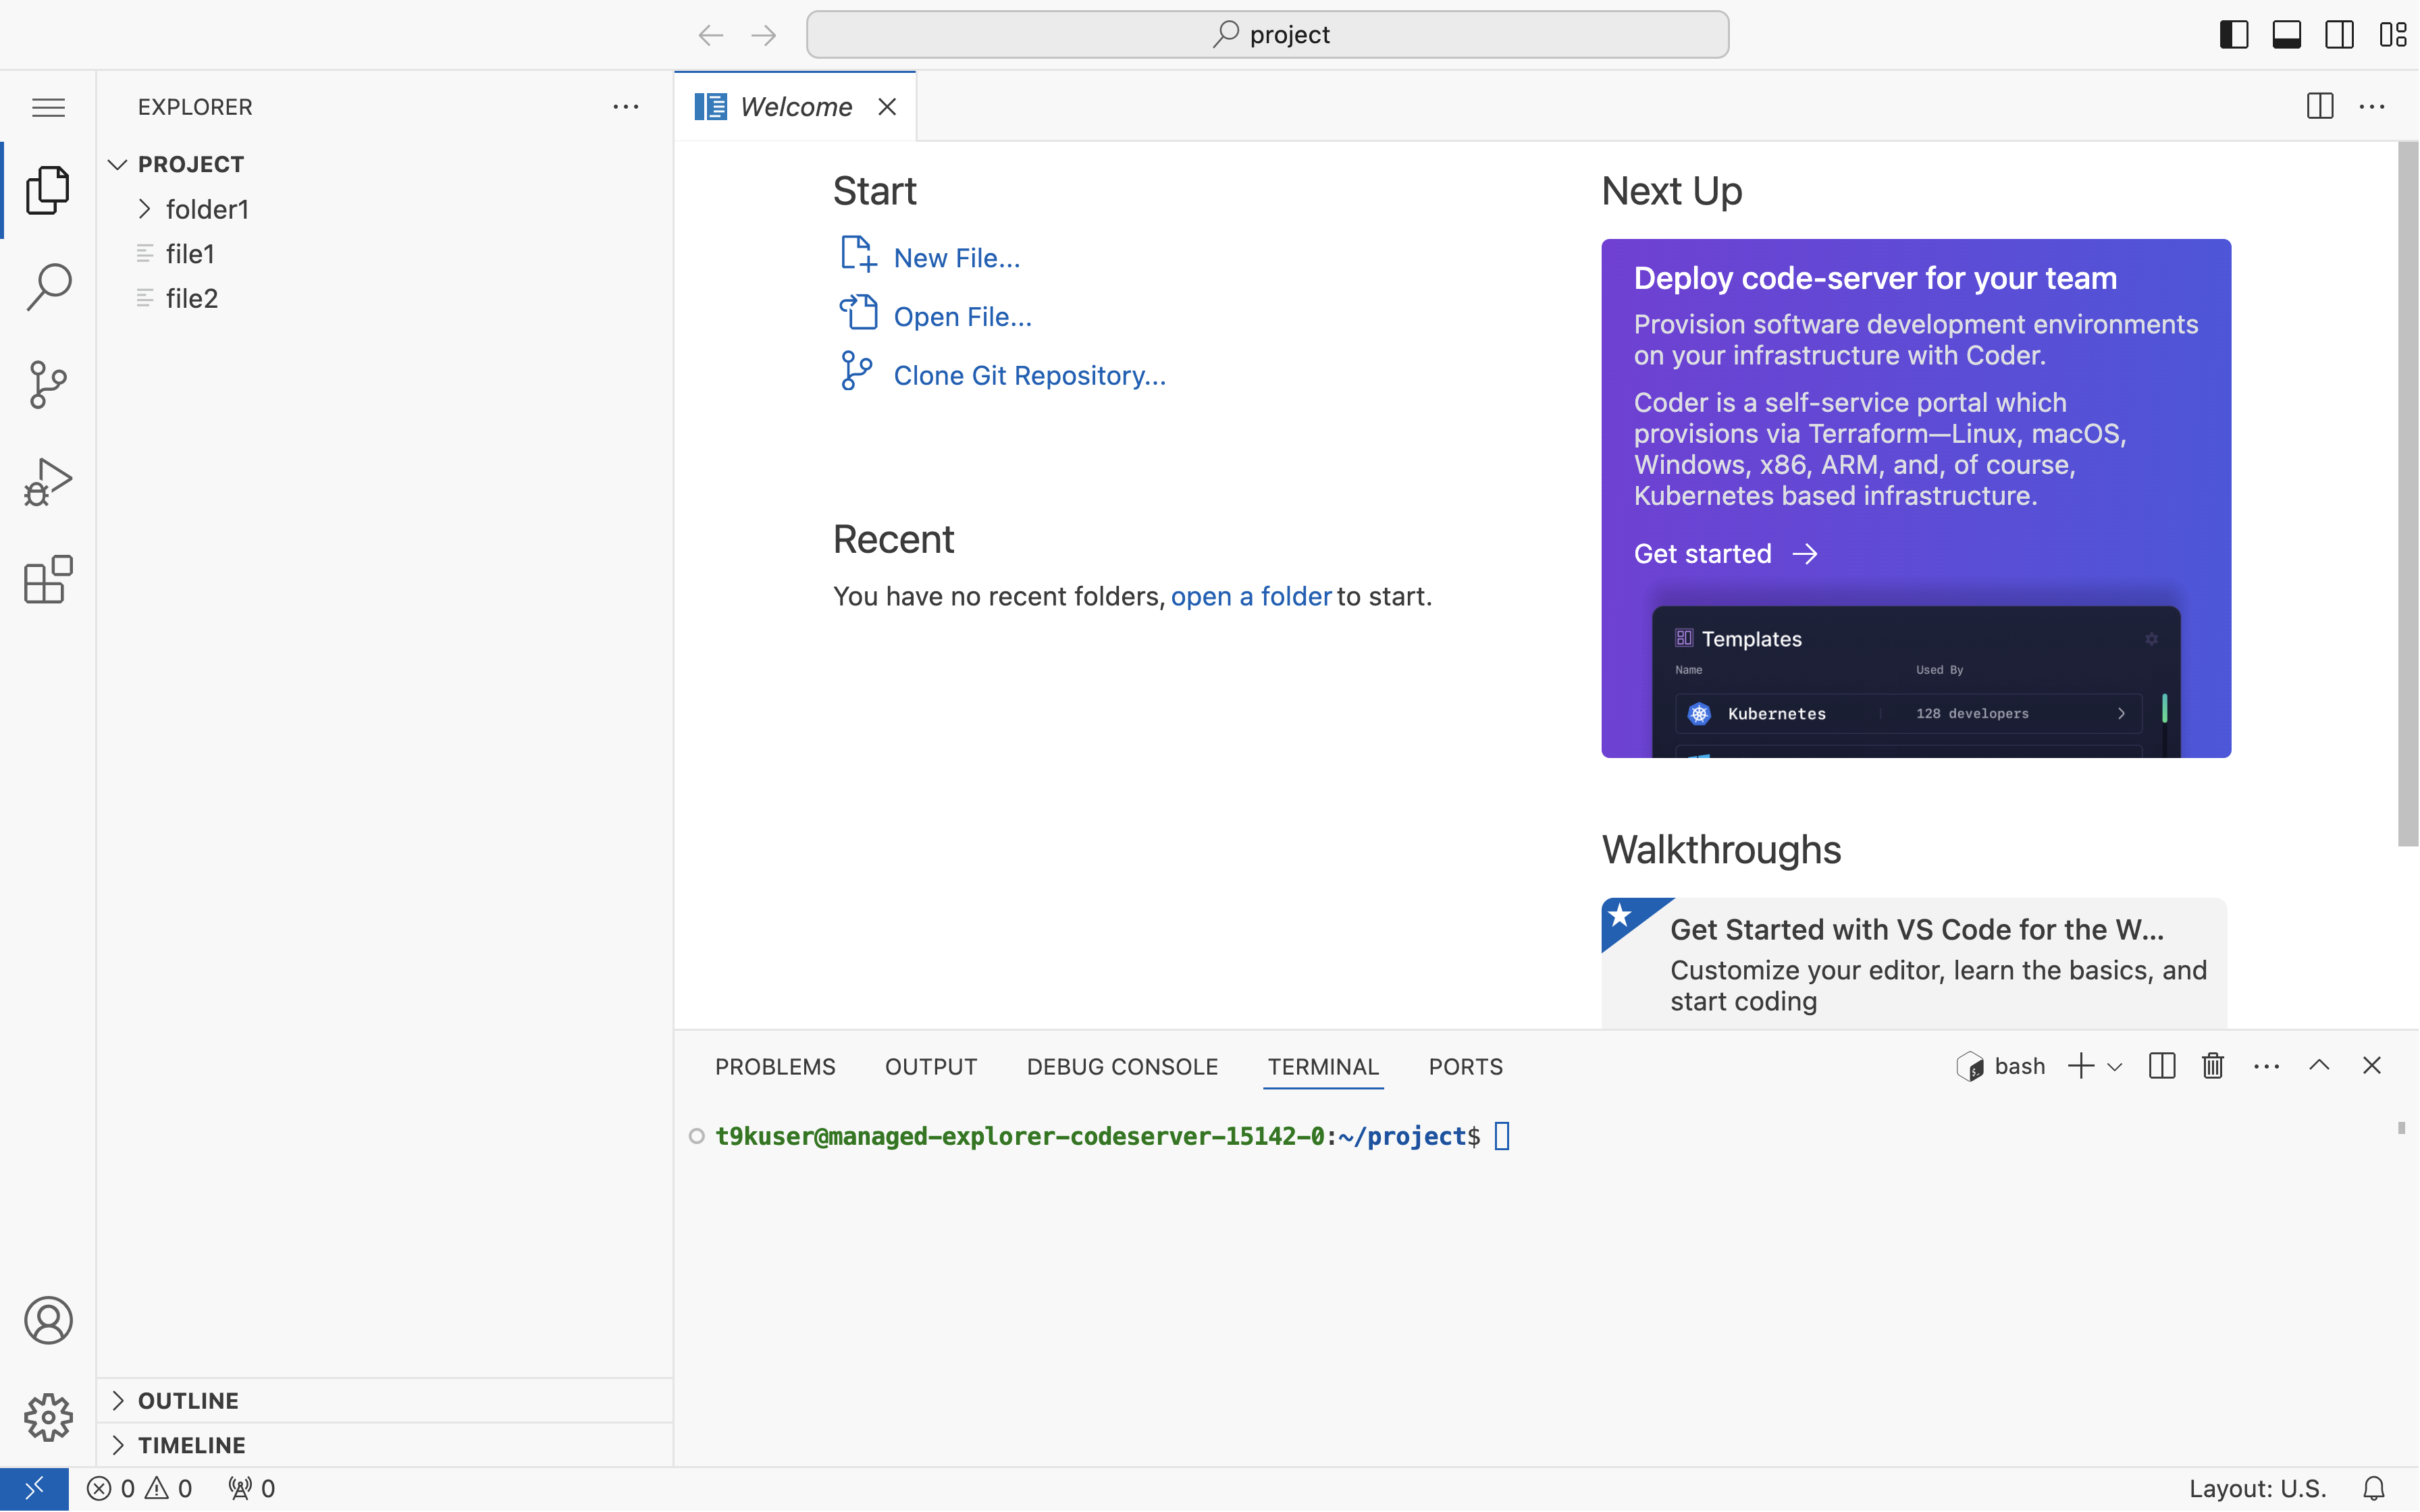 project
EXPLORER
PROJECT
folder1
file1
file2
OUTLINE
TIMELINE
Welcome
Start
New File...
Open File...
Clone Git Repository...
Recent
You have no recent folders, open a folder to start.
Next Up
Deploy code-server for your team
Provision software development environments
on your infrastructure with Coder.
Coder is a self-service portal which
provisions via Terraform—Linux, macOS,
Windows, x86, ARM, and, of course,
Kubernetes based infrastructure.
Get started
Templates
Name Used By
Kubernetes 128 developers
Walkthroughs
Get Started with VS Code for the W...
Customize your editor, learn the basics, and
start coding
PROBLEMS OUTPUT DEBUG CONSOLE TERMINAL PORTS bash
t9kuser@managed-explorer-codeserver-15142-0:~/project$
0 0 0 Layout: U.S.